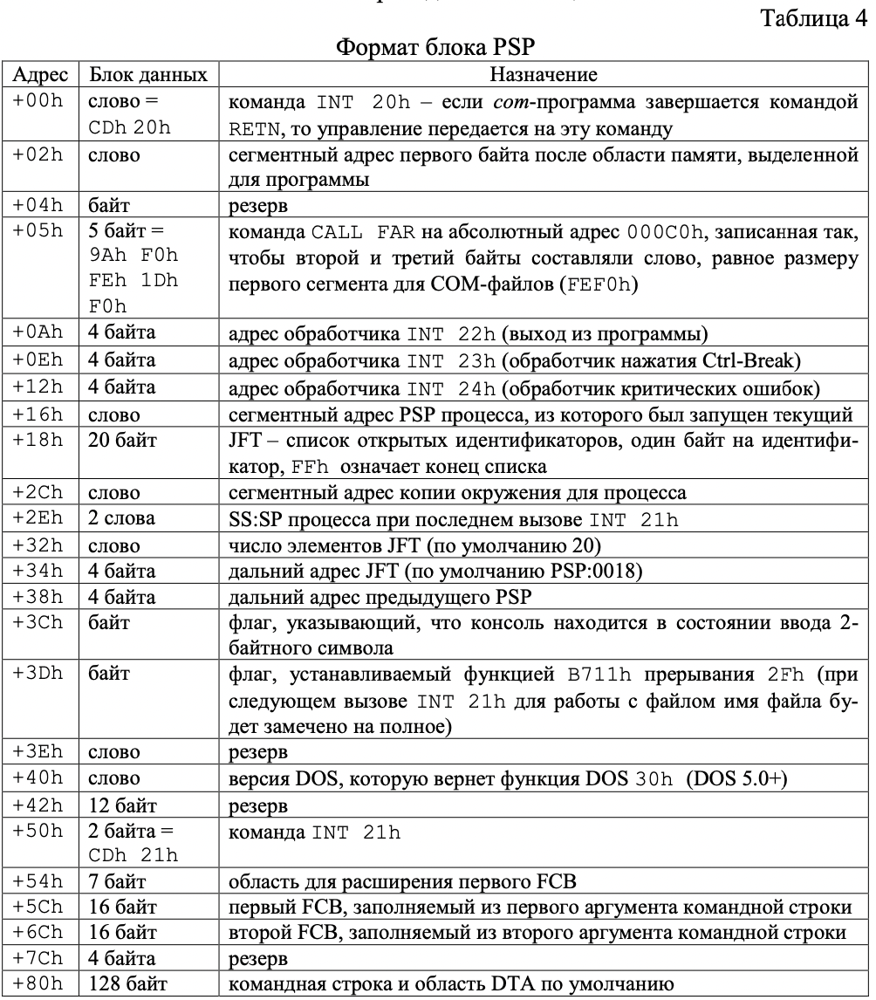 Таблица 4
Формат блока PSP
Адрес Блок данных Назначение
+00h слово = команда INT 20h – если com-программа завершается командой
CDh 20h RETN, то управление передается на эту команду
+02h слово сегментный адрес первого байта после области памяти, выделенной
для программы
+04h байт резерв
+05h 5 байт = команда CALL FAR на абсолютный адрес 000C0h, записанная так,
9Ah F0h чтобы второй и третий байты составляли слово, равное размеру
FEh 1Dh первого сегмента для COM-файлов (FEF0h)
F0h
+0Ah 4 байта адрес обработчика INT 22h (выход из программы)
+0Eh 4 байта адрес обработчика INT 23h (обработчик нажатия Ctrl-Break)
+12h 4 байта адрес обработчика INT 24h (обработчик критических ошибок)
+16h слово сегментный адрес PSP процесса, из которого был запущен текущий
+18h 20 байт JFT – список открытых идентификаторов, один байт на идентифи-
катор, FFh означает конец списка
+2Ch слово сегментный адрес копии окружения для процесса
+2Eh 2 слова SS:SP процесса при последнем вызове INT 21h
+32h слово число элементов JFT (по умолчанию 20)
+34h 4 байта дальний адрес JFT (по умолчанию PSP:0018)
+38h 4 байта дальний адрес предыдущего PSP
+3Ch байт флаг, указывающий, что консоль находится в состоянии ввода 2-
байтного символа
+3Dh байт флаг, устанавливаемый функцией B711h прерывания 2Fh (при
следующем вызове INT 21h для работы с файлом имя файла бу-
дет замечено на полное)
+3Eh слово резерв
+40h слово версия DOS, которую вернет функция DOS 30h (DOS 5.0+)
+42h 12 байт резерв
+50h 2 байта = команда INT 21h
CDh 21h
+54h 7 байт область для расширения первого FCB
+5Ch 16 байт первый FCB, заполняемый из первого аргумента командной строки
+6Ch 16 байт второй FCB, заполняемый из второго аргумента командной строки
+7Ch 4 байта резерв
+80h 128 байт командная строка и область DTA по умолчанию